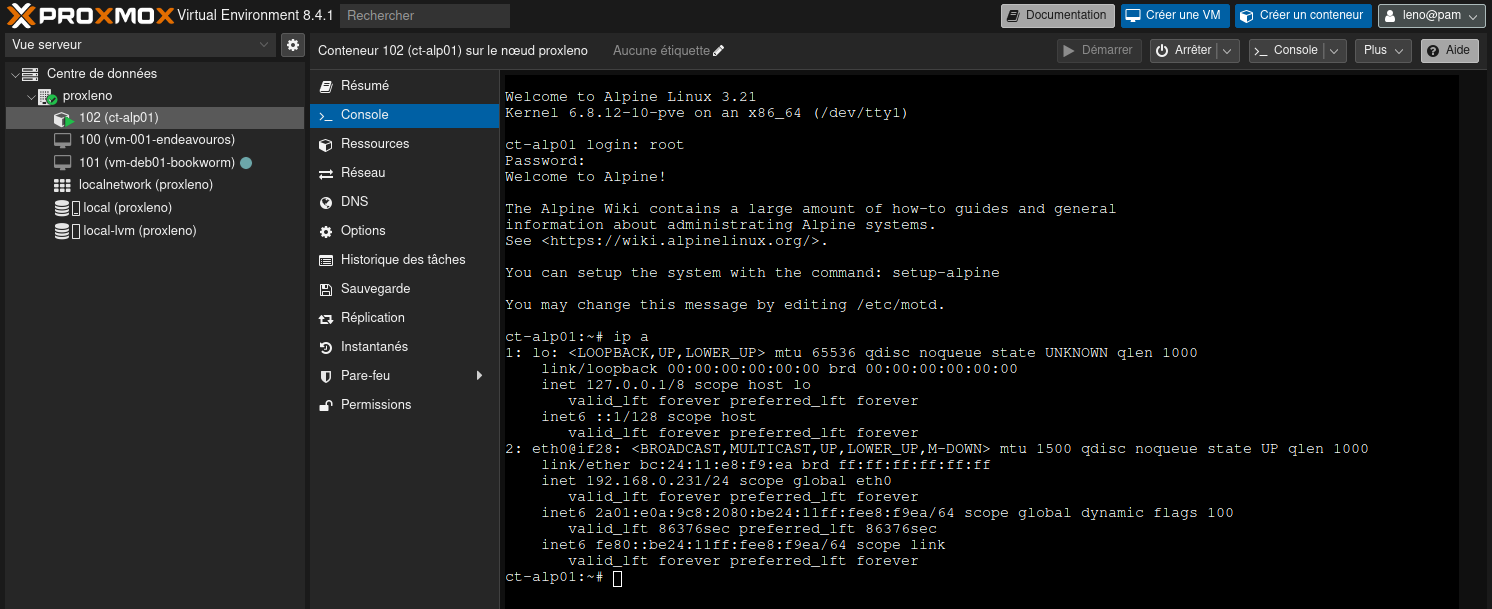 PROXMOX Virtual Environment 8.4.1 Rechercher Documentation Créer une VM Créer un conteneur leno@pam
Vue serveur
Centre de données
proxleno
102 (ct-alp01)
100 (vm-001-endeavouros)
101 (vm-deb01-bookworm)
localnetwork (proxleno)
local (proxleno)
local-lvm (proxleno)
Conteneur 102 (ct-alp01) sur le nœud proxleno Aucune étiquette Démarrer Arrêter Console Plus Aide
Résumé
Console
Ressources
Réseau
DNS
Options
Historique des tâches
Sauvegarde
Réplication
Instantanés
Pare-feu
Permissions
Welcome to Alpine Linux 3.21
Kernel 6.8.12-10-pve on an x86_64 (/dev/tty1)
ct-alp01 login: root
Password:
Welcome to Alpine!
The Alpine Wiki contains a large amount of how-to guides and general
information about administrating Alpine systems.
See <https://wiki.alpinelinux.org/>.
You can setup the system with the command: setup-alpine
You may change this message by editing /etc/motd.
ct-alp01:~# ip a
1: lo: <LOOPBACK,UP,LOWER_UP> mtu 65536 qdisc noqueue state UNKNOWN qlen 1000
link/loopback 00:00:00:00:00:00 brd 00:00:00:00:00:00
inet 127.0.0.1/8 scope host lo
valid_lft forever preferred_lft forever
inet6 ::1/128 scope host
valid_lft forever preferred_lft forever
2: eth0@if28: <BROADCAST,MULTICAST,UP,LOWER_UP,M-DOWN> mtu 1500 qdisc noqueue state UP qlen 1000
link/ether bc:24:11:e8:f9:ea brd ff:ff:ff:ff:ff:ff
inet 192.168.0.231/24 scope global eth0
valid_lft forever preferred_lft forever
inet6 2a01:e0a:9c8:2080:be24:11ff:fee8:f9ea/64 scope global dynamic flags 100
valid_lft 86376sec preferred_lft 86376sec
inet6 fe80::be24:11ff:fee8:f9ea/64 scope link
valid_lft forever preferred_lft forever
ct-alp01:~#